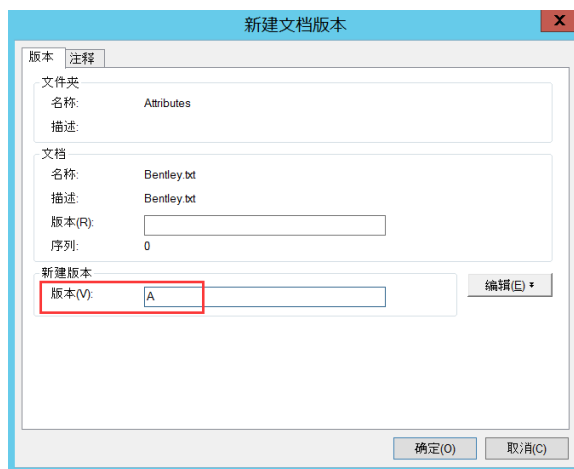 新建文档版本
X
版本 注释
文件夹
名称: Attributes
描述:
文档
名称: Bentley.txt
描述: Bentley.txt
版本(R):
序列: 0
新建版本
版本(V): A
编辑(E)
确定(O) 取消(C)